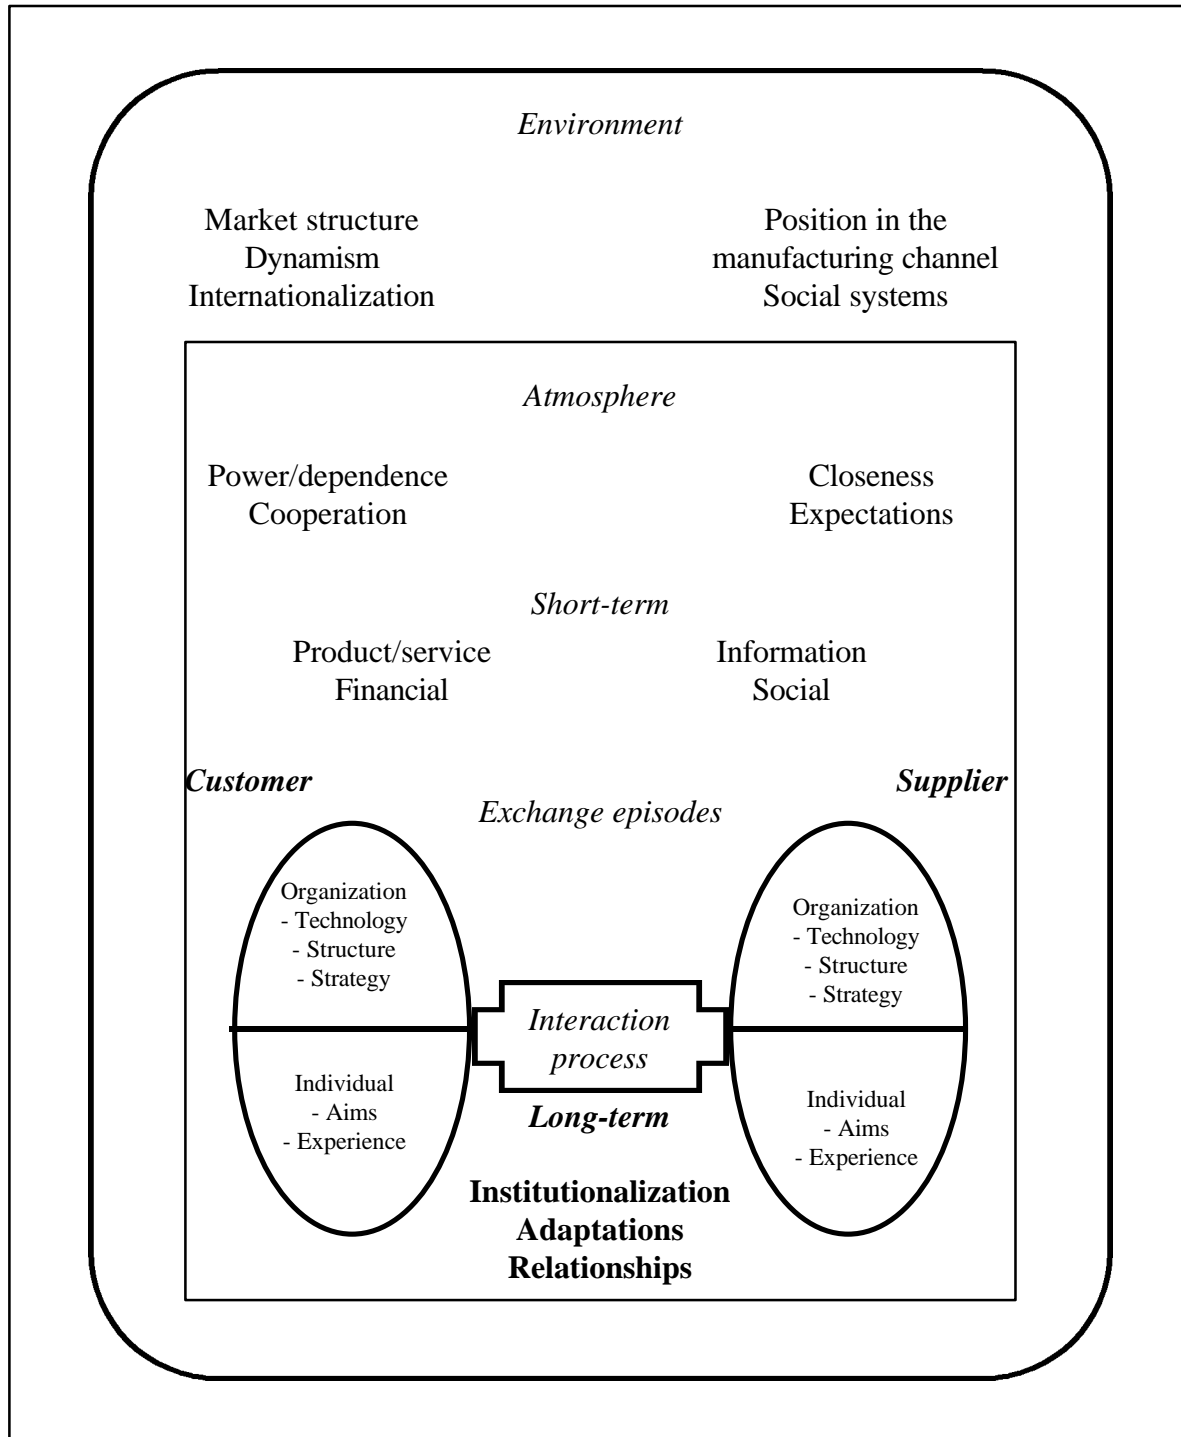 Environment
Market structure
Dynamism
Internationalization
Position in the
manufacturing channel
Social systems
Atmosphere
Power/dependence
Cooperation
Closeness
Expectations
Short-term
Product/service
Financial
Information
Social
Customer
Supplier
Exchange episodes
Organization
- Technology
- Structure
- Strategy
Individual
- Aims
- Experience
Interaction
process
Long-term
Institutionalization
Adaptations
Relationships
Organization
- Technology
- Structure
- Strategy
Individual
- Aims
- Experience